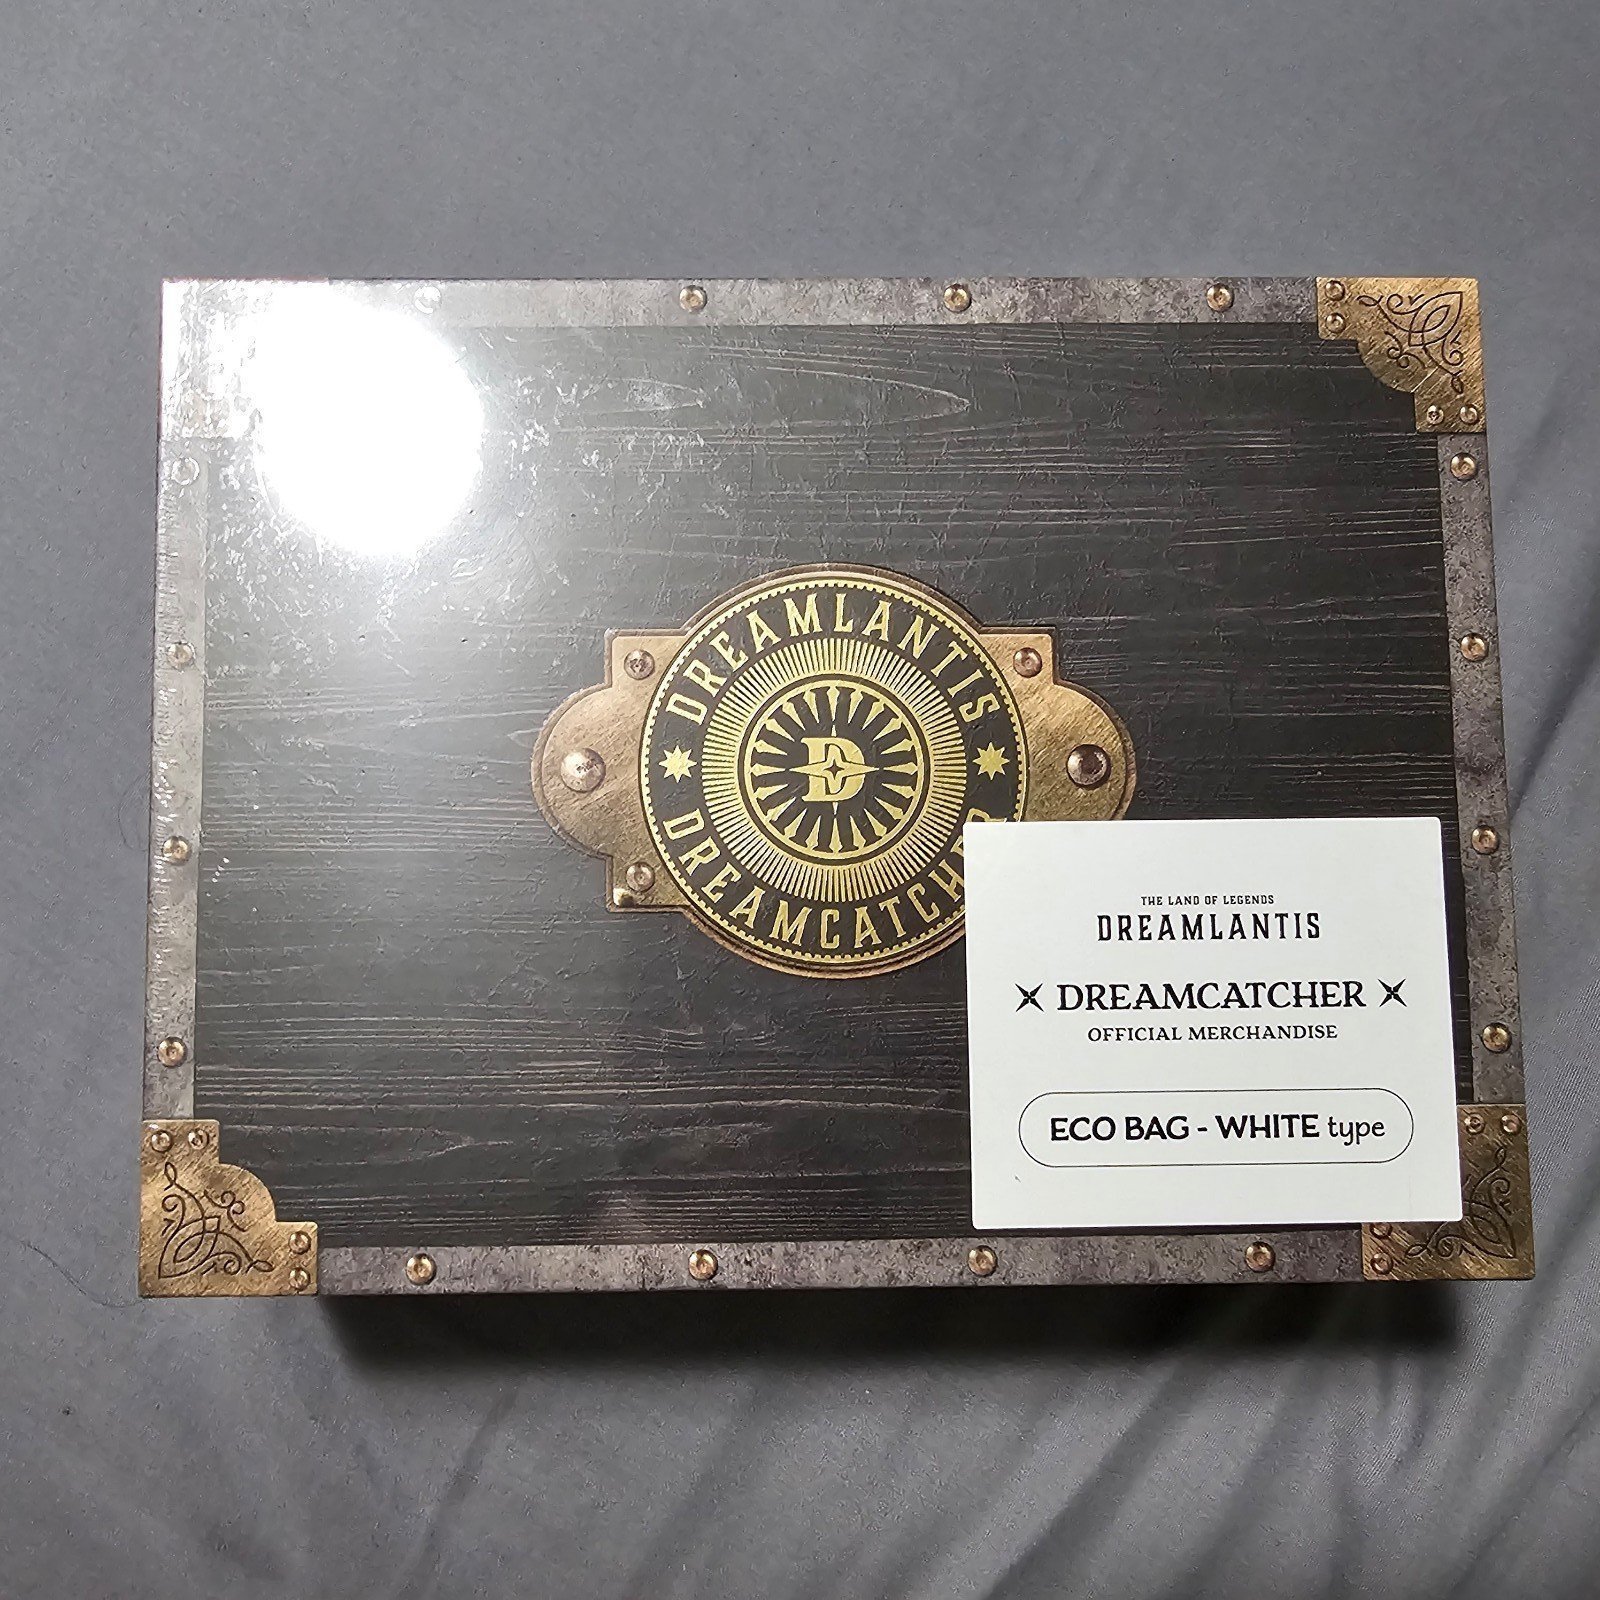 DREAMLANTIS
D
DREAMCATCHER
THE LAND OF LEGENDS
DREAMLANTIS
DREAMCATCHER
OFFICIAL MERCHANDISE
ECO BAG - WHITE type